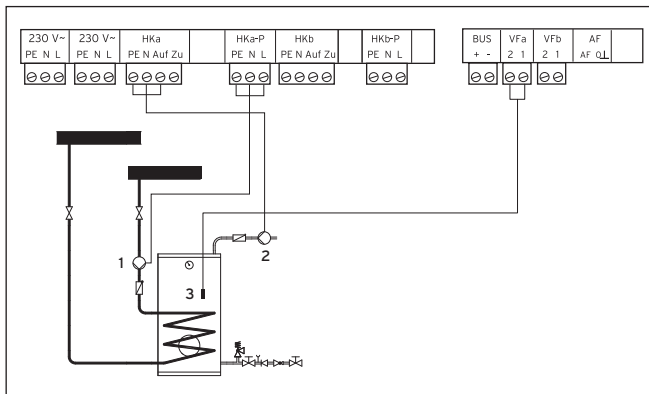 230 V~ 230 V~ HKa HKa-P HKb HKb-P BUS VFa VFb AF
PE N L PE N L PE N Auf Zu PE N L PE N Auf Zu PE N L + - 2 1 2 1 AF 0
1
2
3